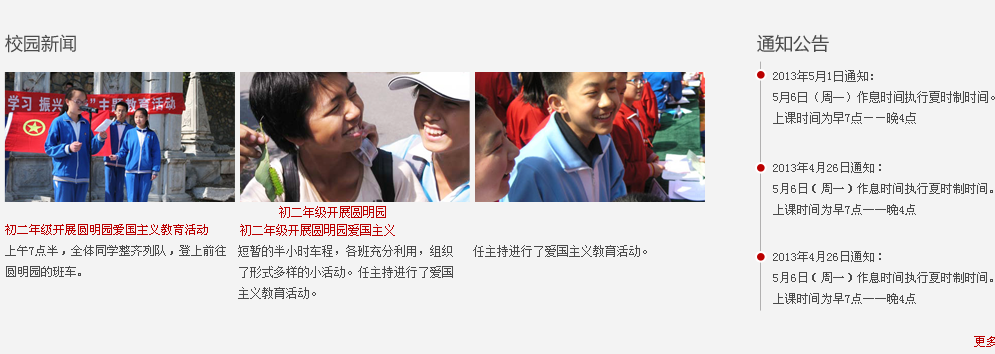 校园新闻
学习 振兴 "主题教育活动
初二年级开展圆明园爱国主义教育活动
上午7点半，全体同学整齐列队，登上前往
圆明园的班车。
初二年级开展圆明园
初二年级开展圆明园爱国主义
短暂的半小时车程，各班充分利用，组织
了形式多样的小活动。任主持进行了爱国
主义教育活动。
任主持进行了爱国主义教育活动。
通知公告
2013年5月1日通知：
5月6日（周一）作息时间执行夏时制时间。
上课时间为早7点——晚4点
2013年4月26日通知：
5月6日（周一）作息时间执行夏时制时间。
上课时间为早7点——晚4点
2013年4月26日通知：
5月6日（周一）作息时间执行夏时制时间。
上课时间为早7点——晚4点
更多